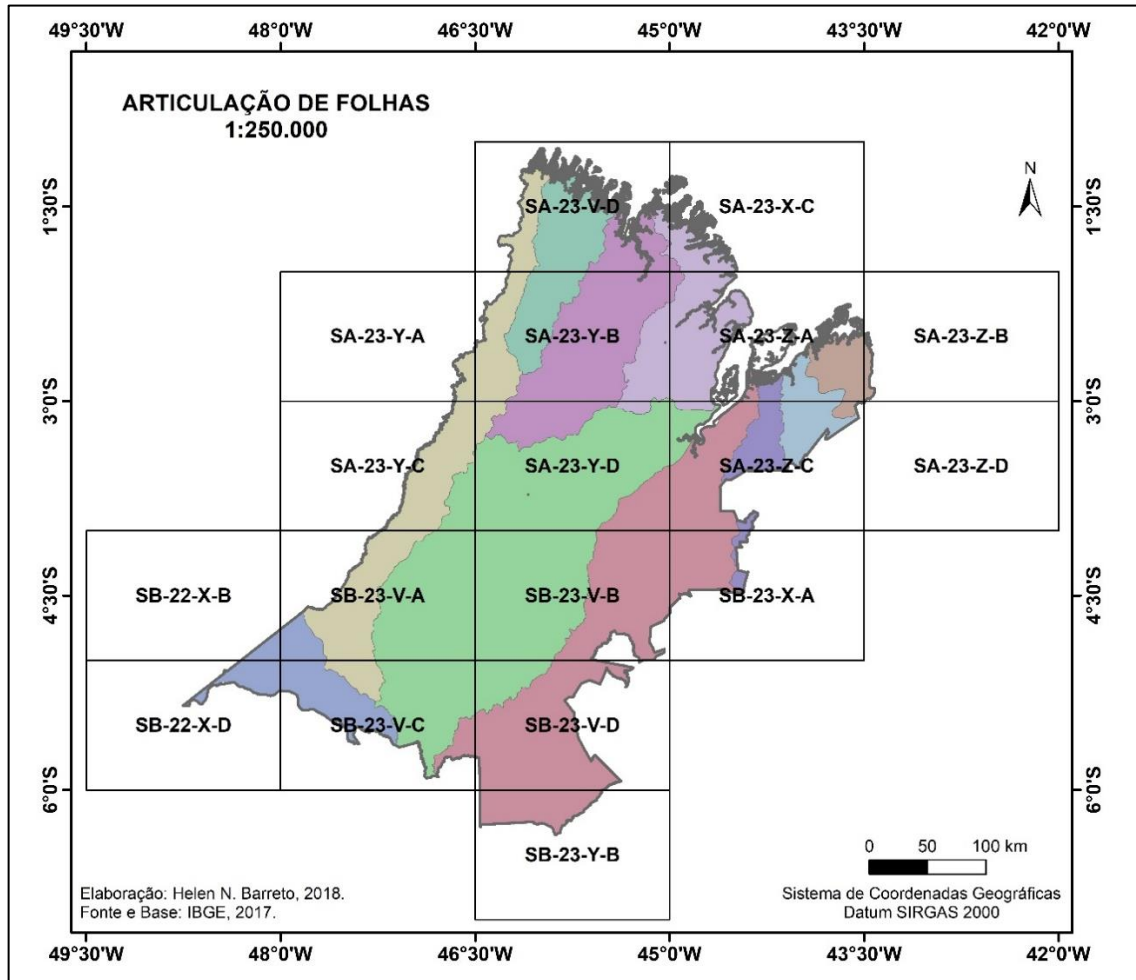 49°30'W 48°0'W 46°30'W 45°0'W 43°30'W 42°0'W
ARTICULAÇÃO DE FOLHAS
1:250.000
N
1°30'S SA-23-V-D SA-23-X-C 1°30'S
SA-23-Y-A SA-23-Y-B SA-23-Z-A SA-23-Z-B
3°0'S 3°0'S
SA-23-Y-C SA-23-Y-D SA-23-Z-C SA-23-Z-D
4°30'S SB-22-X-B SB-23-V-A SB-23-V-B SB-23-X-A 4°30'S
SB-22-X-D SB-23-V-C SB-23-V-D
6°0'S 6°0'S
SB-23-Y-B
0 50 100 km
Elaboração: Helen N. Barreto, 2018.
Fonte e Base: IBGE, 2017.
Sistema de Coordenadas Geográficas
Datum SIRGAS 2000
49°30'W 48°0'W 46°30'W 45°0'W 43°30'W 42°0'W